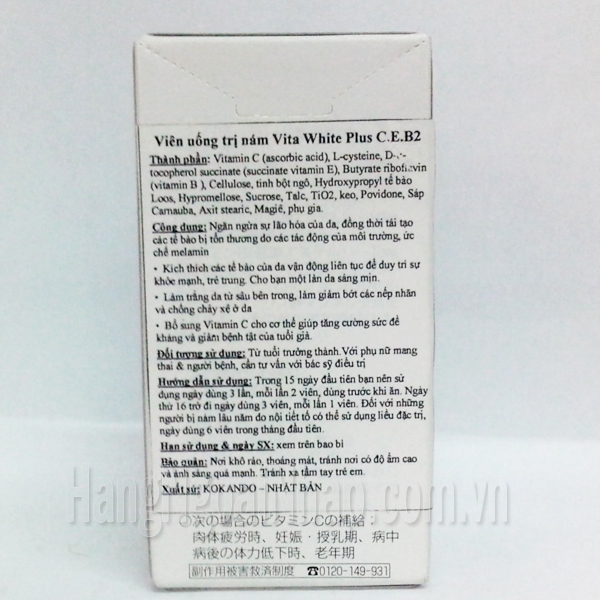 Viên uống trị nám Vita White Plus C.E.B2
Thành phần: Vitamin C (ascorbic acid), L-cysteine, D-
tocopherol succinate (succinate vitamin E), Butyrate riboflavin
(vitamin B ), Cellulose, tinh bột ngô, Hydroxypropyl tế bào
Loos, Hypromellose, Sucrose, Talc, TiO2, keo, Povidone, Sáp
Carnauba, Axit stearic, Magiê, phụ gia.
Công dụng: Ngăn ngừa sự lão hóa của da, đồng thời tái tạo
các tế bào bị tổn thương do các tác động của môi trường, ức
chế melamin
• Kích thích các tế bào của da vận động liên tục để duy trì sự
khỏe mạnh, trẻ trung. Cho bạn một làn da sáng mịn.
• Làm trắng da từ sâu bên trong, làm giảm bớt các nếp nhăn
và chống chảy xệ ở da
• Bổ sung Vitamin C cho cơ thể giúp tăng cường sức đề
kháng và giảm bệnh tật của tuổi già.
Đối tượng sử dụng: Từ tuổi trưởng thành.Với phụ nữ mang
thai & người bệnh, cần tư vấn với bác sỹ điều trị
Hướng dẫn sử dụng: Trong 15 ngày đầu tiên bạn nên sử
dụng ngày dùng 3 lần, mỗi lần 2 viên, dùng trước khi ăn. Ngày
thứ 16 trở đi ngày dùng 3 viên, mỗi lần 1 viên. Đối với những
người bị nám lâu năm do nội tiết tố có thể sử dụng liều đặc trị,
ngày dùng 6 viên trong tháng đầu tiên.
Hạn sử dụng & ngày SX: xem trên bao bì
Bảo quản: Nơi khô ráo, thoáng mát, tránh nơi có độ ẩm cao
và ánh sáng quá mạnh. Tránh xa tầm tay trẻ em.
Xuất sứ: KOKANDO - NHẬT BẢN
Hangnhapkhau.com.vn
次の場合のビタミンCの補給
肉体疲労時、妊娠・授乳期、病中
病後の体力低下時、老年期
副作用被害救済制度 ☎0120-149-931